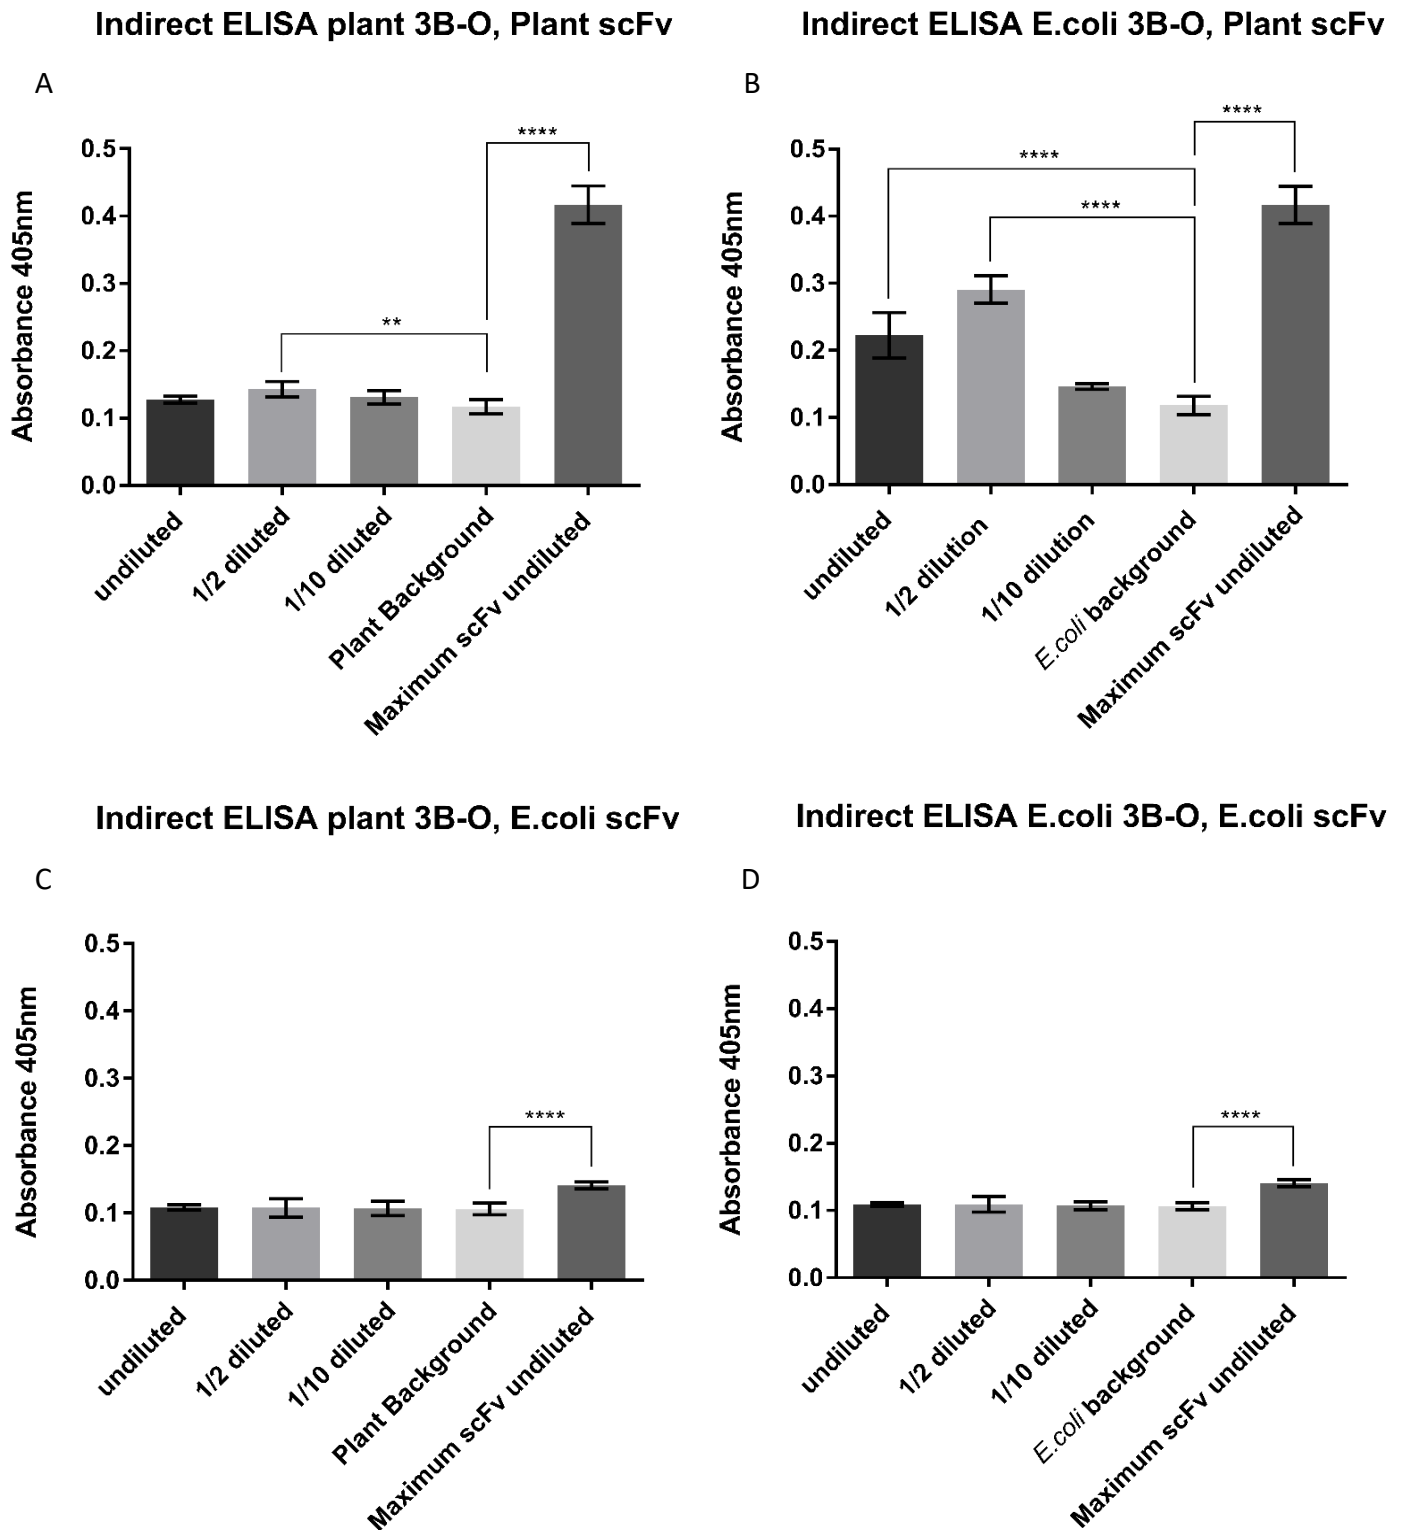 Indirect ELISA plant 3B-O, Plant scFv
A
Absorbance 405nm
0.5
0.4
0.3
0.2
0.1
0.0
**
****
undiluted
1/2 diluted
1/10 diluted
Plant Background
Maximum scFv undiluted
Indirect ELISA E.coli 3B-O, Plant scFv
B
Absorbance 405nm
0.5
0.4
0.3
0.2
0.1
0.0
****
****
****
undiluted
1/2 dilution
1/10 dilution
E.coli background
Maximum scFv undiluted
Indirect ELISA plant 3B-O, E.coli scFv
C
Absorbance 405nm
0.5
0.4
0.3
0.2
0.1
0.0
****
undiluted
1/2 diluted
1/10 diluted
Plant Background
Maximum scFv undiluted
Indirect ELISA E.coli 3B-O, E.coli scFv
D
Absorbance 405nm
0.5
0.4
0.3
0.2
0.1
0.0
****
undiluted
1/2 diluted
1/10 diluted
E.coli background
Maximum scFv undiluted